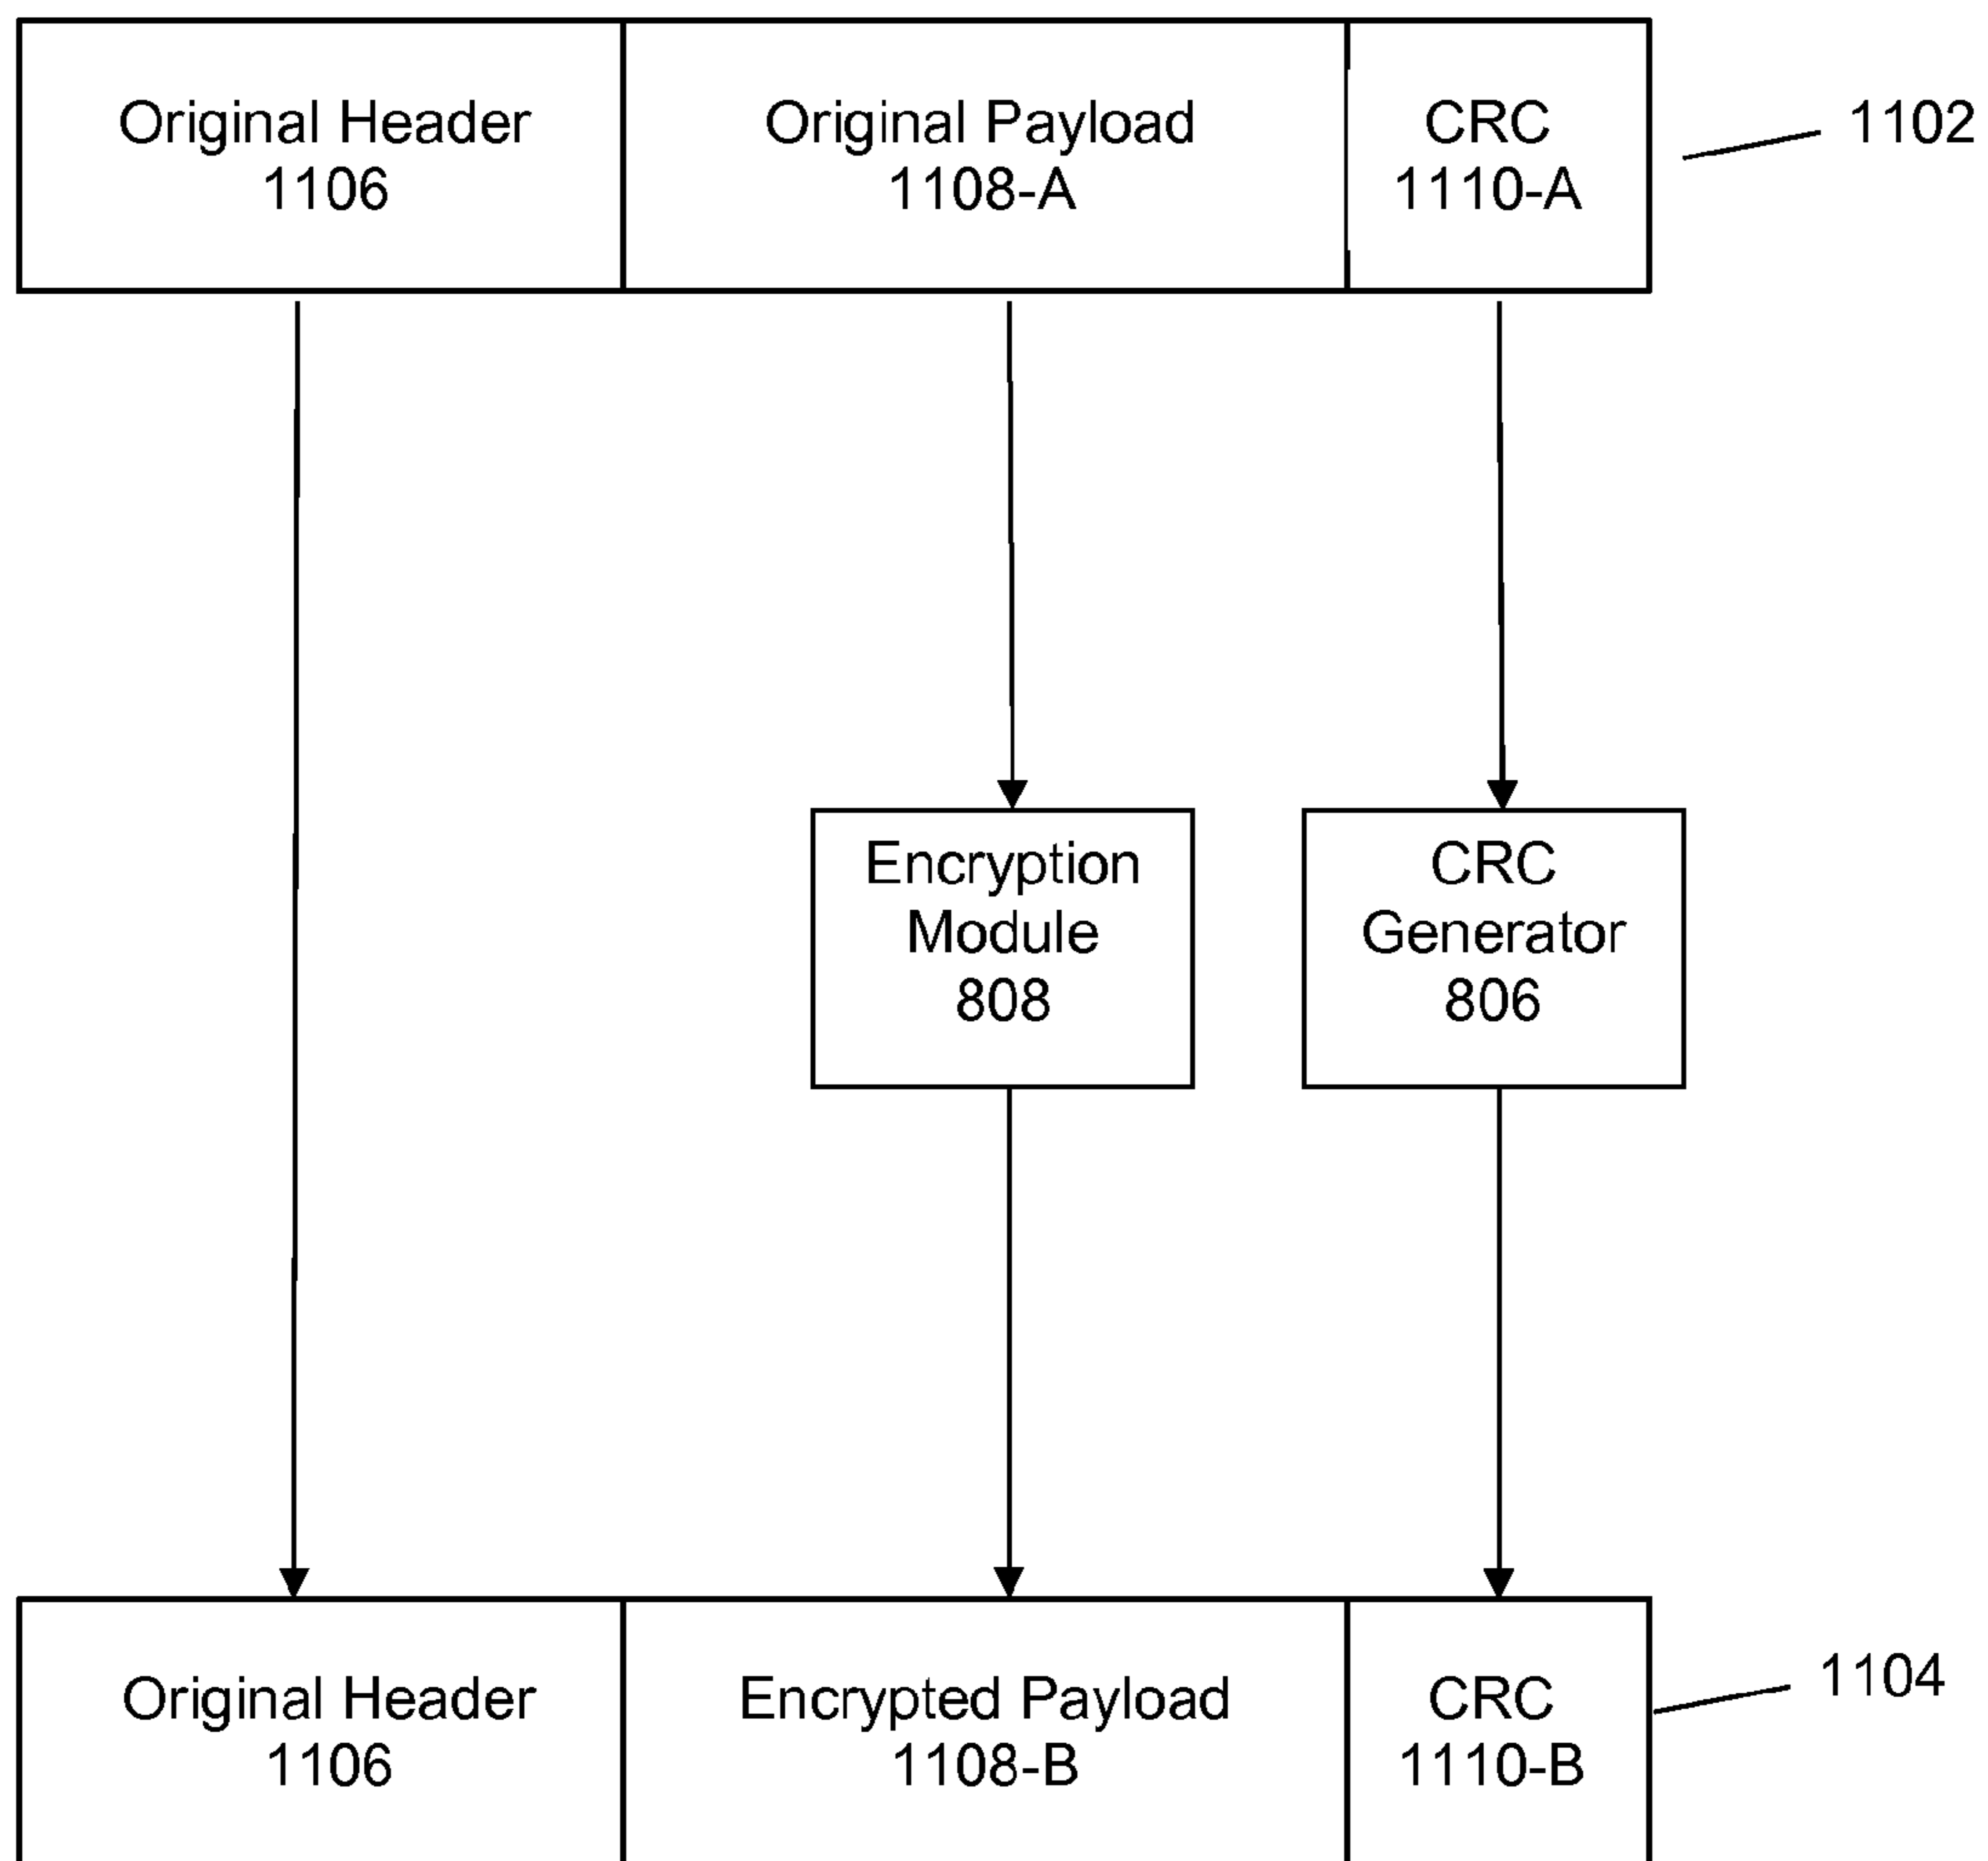 Original Header
1106
Original Payload
1108-A
CRC
1110-A
1102
Encryption
Module
808
CRC
Generator
806
Original Header
1106
Encrypted Payload
1108-B
CRC
1110-B
1104